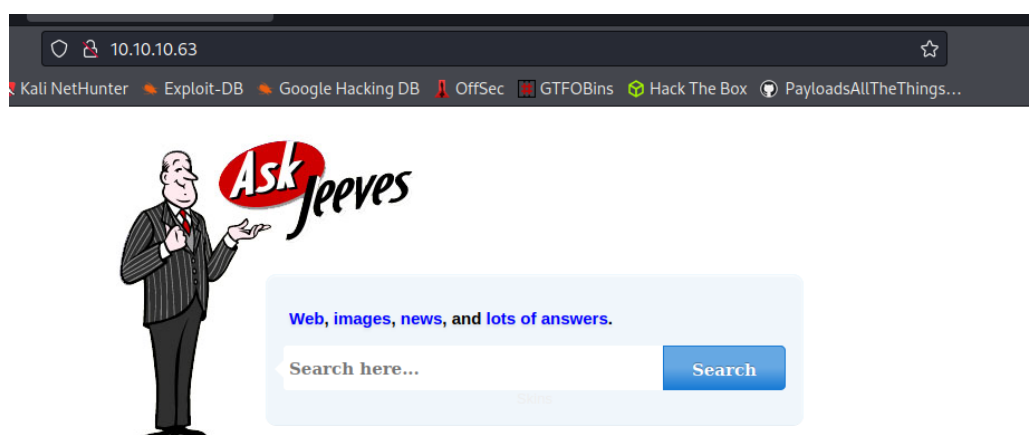 10.10.10.63
Kali NetHunter Exploit-DB Google Hacking DB OffSec GTFOBins Hack The Box PayloadsAllTheThings...
Ask Jeeves
Web, images, news, and lots of answers.
Search here... Search